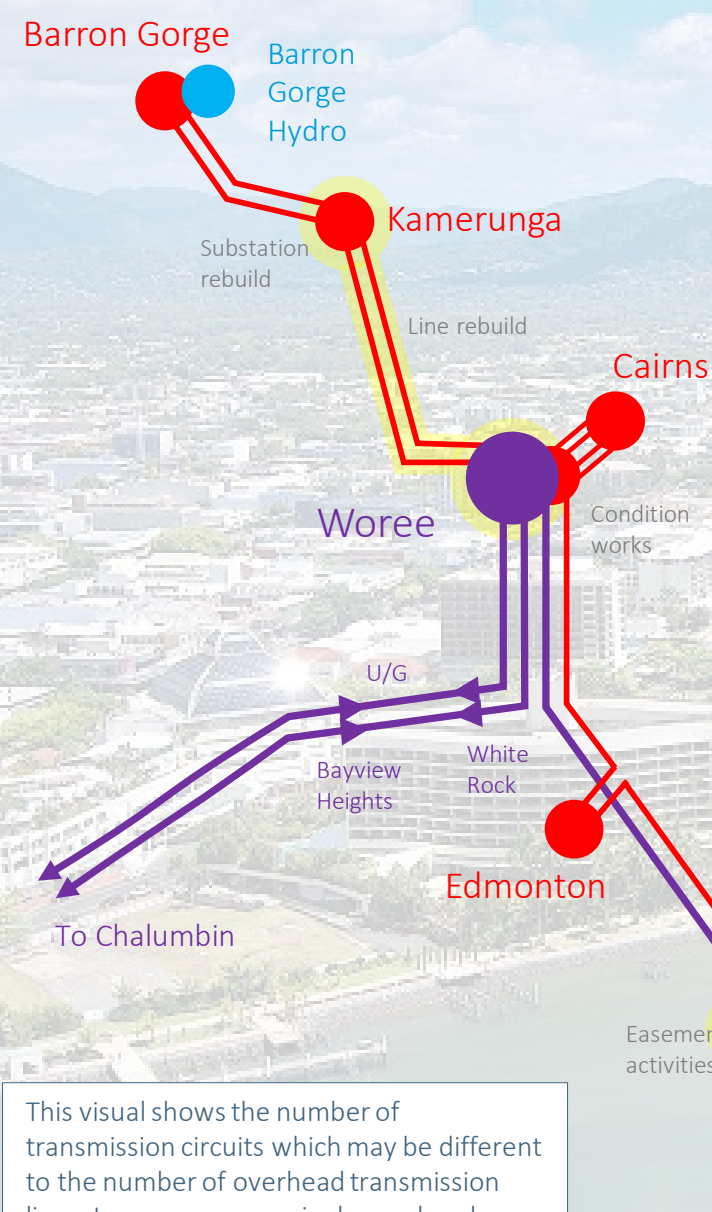 Barron Gorge
Barron
Gorge
Hydro
Kamerunga
Substation
rebuild
Line rebuild
Cairns
Woree
Condition
works
U/G
Bayview
Heights
White
Rock
Edmonton
To Chalumbin
activities
This visual shows the number of
transmission circuits which may be different
to the number of overhead transmission